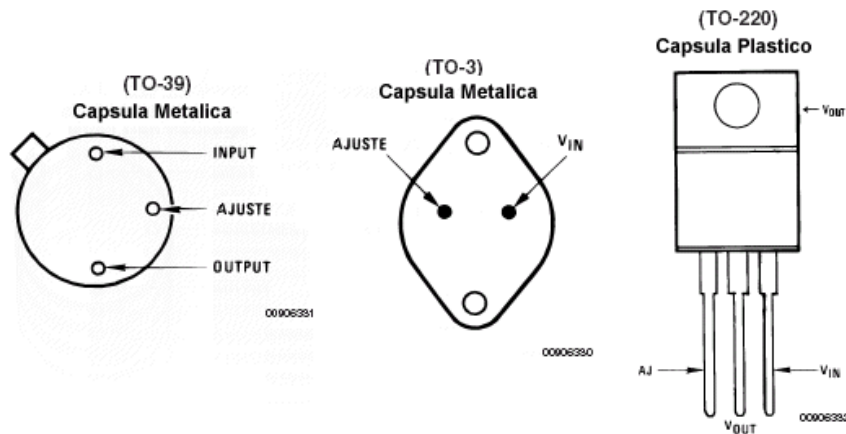 (TO-39)
Capsula Metalica
INPUT
AJUSTE
OUTPUT
00906331
(TO-3)
Capsula Metalica
AJUSTE
VIN
00906330
(TO-220)
Capsula Plastico
VOUT
AJ
VIN
VOUT
00906332